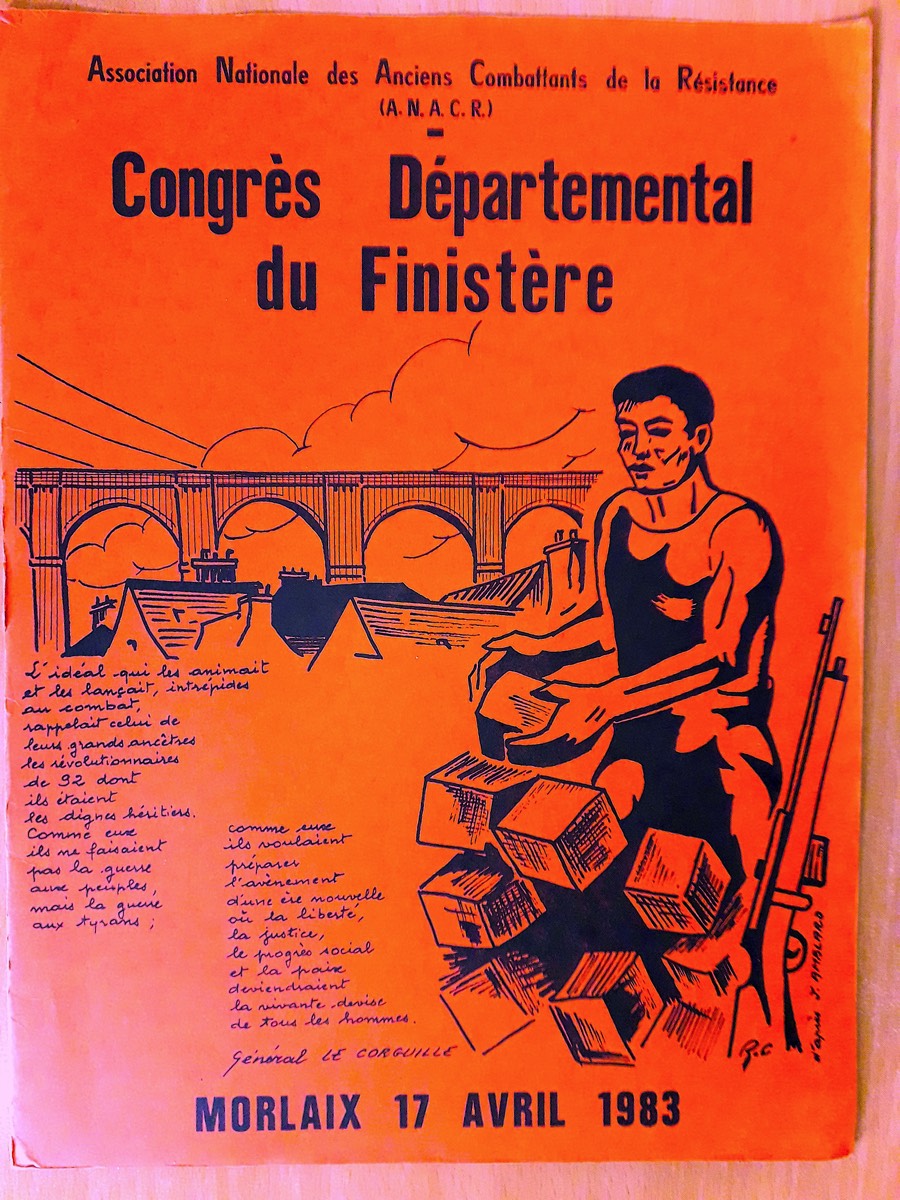 Association Nationale des Anciens Combattants de la Résistance
(A. N. A. C. R.)
Congrès Départemental
du Finistère
L'idéal qui les animait
et les lançait, intrépides
au combat,
rappelait celui de
leurs grands ancêtres
les révolutionnaires
de 92 dont
ils étaient
les dignes héritiers.
Comme eux
ils ne faisaient
pas la guerre
aux peuples,
mais la guerre
aux tyrans ;
comme eux
ils voulaient
préparer
l'avènement
d'une ère nouvelle
où la liberté,
la justice,
le progrès social
et la paix
deviendraient
la vivante devise
de tous les hommes.
Général LE CORGUILLE
R.C
d'après J. AMBLARD
MORLAIX 17 AVRIL 1983